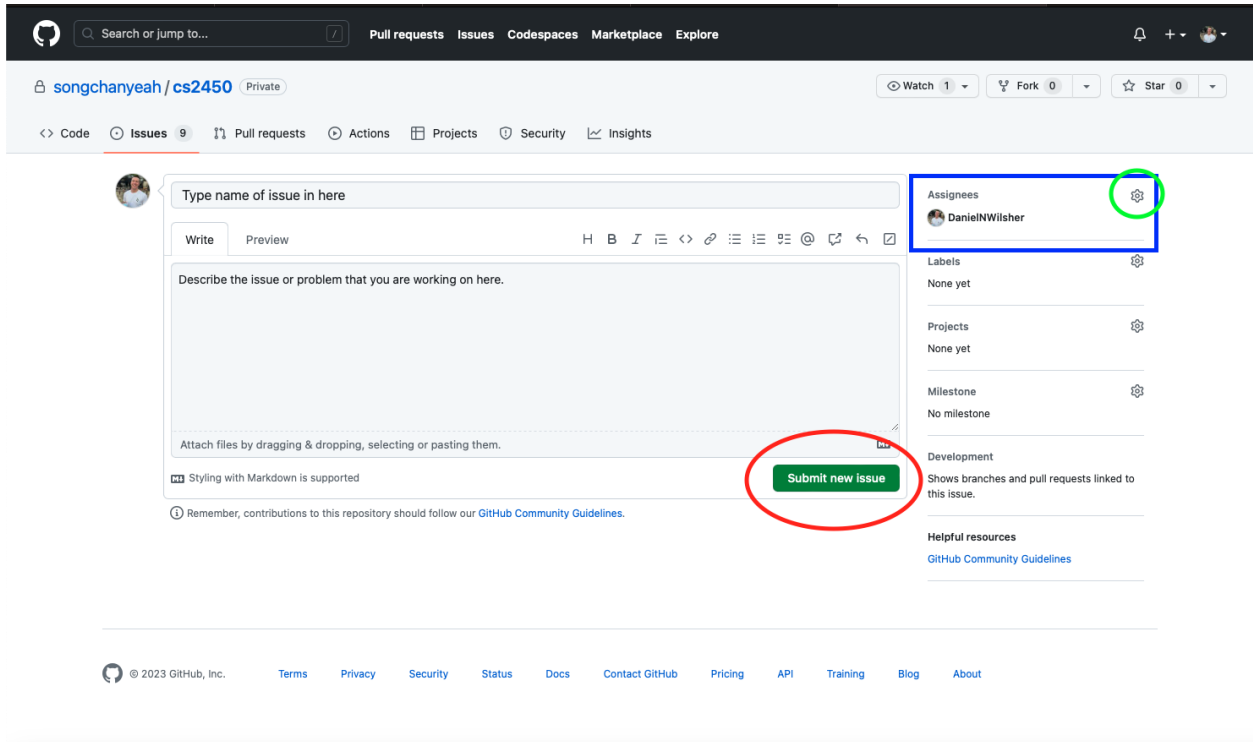 Search or jump to... / Pull requests Issues Codespaces Marketplace Explore
songchanyeah / cs2450 Private Watch 1 Fork 0 Star 0
Code Issues 9 Pull requests Actions Projects Security Insights
Type name of issue in here
Write Preview
Describe the issue or problem that you are working on here.
Attach files by dragging & dropping, selecting or pasting them.
Styling with Markdown is supported
Submit new issue
Remember, contributions to this repository should follow our GitHub Community Guidelines.
Assignees
DanielNWilsher
Labels
None yet
Projects
None yet
Milestone
No milestone
Development
Shows branches and pull requests linked to
this issue.
Helpful resources
GitHub Community Guidelines
© 2023 GitHub, Inc. Terms Privacy Security Status Docs Contact GitHub Pricing API Training Blog About